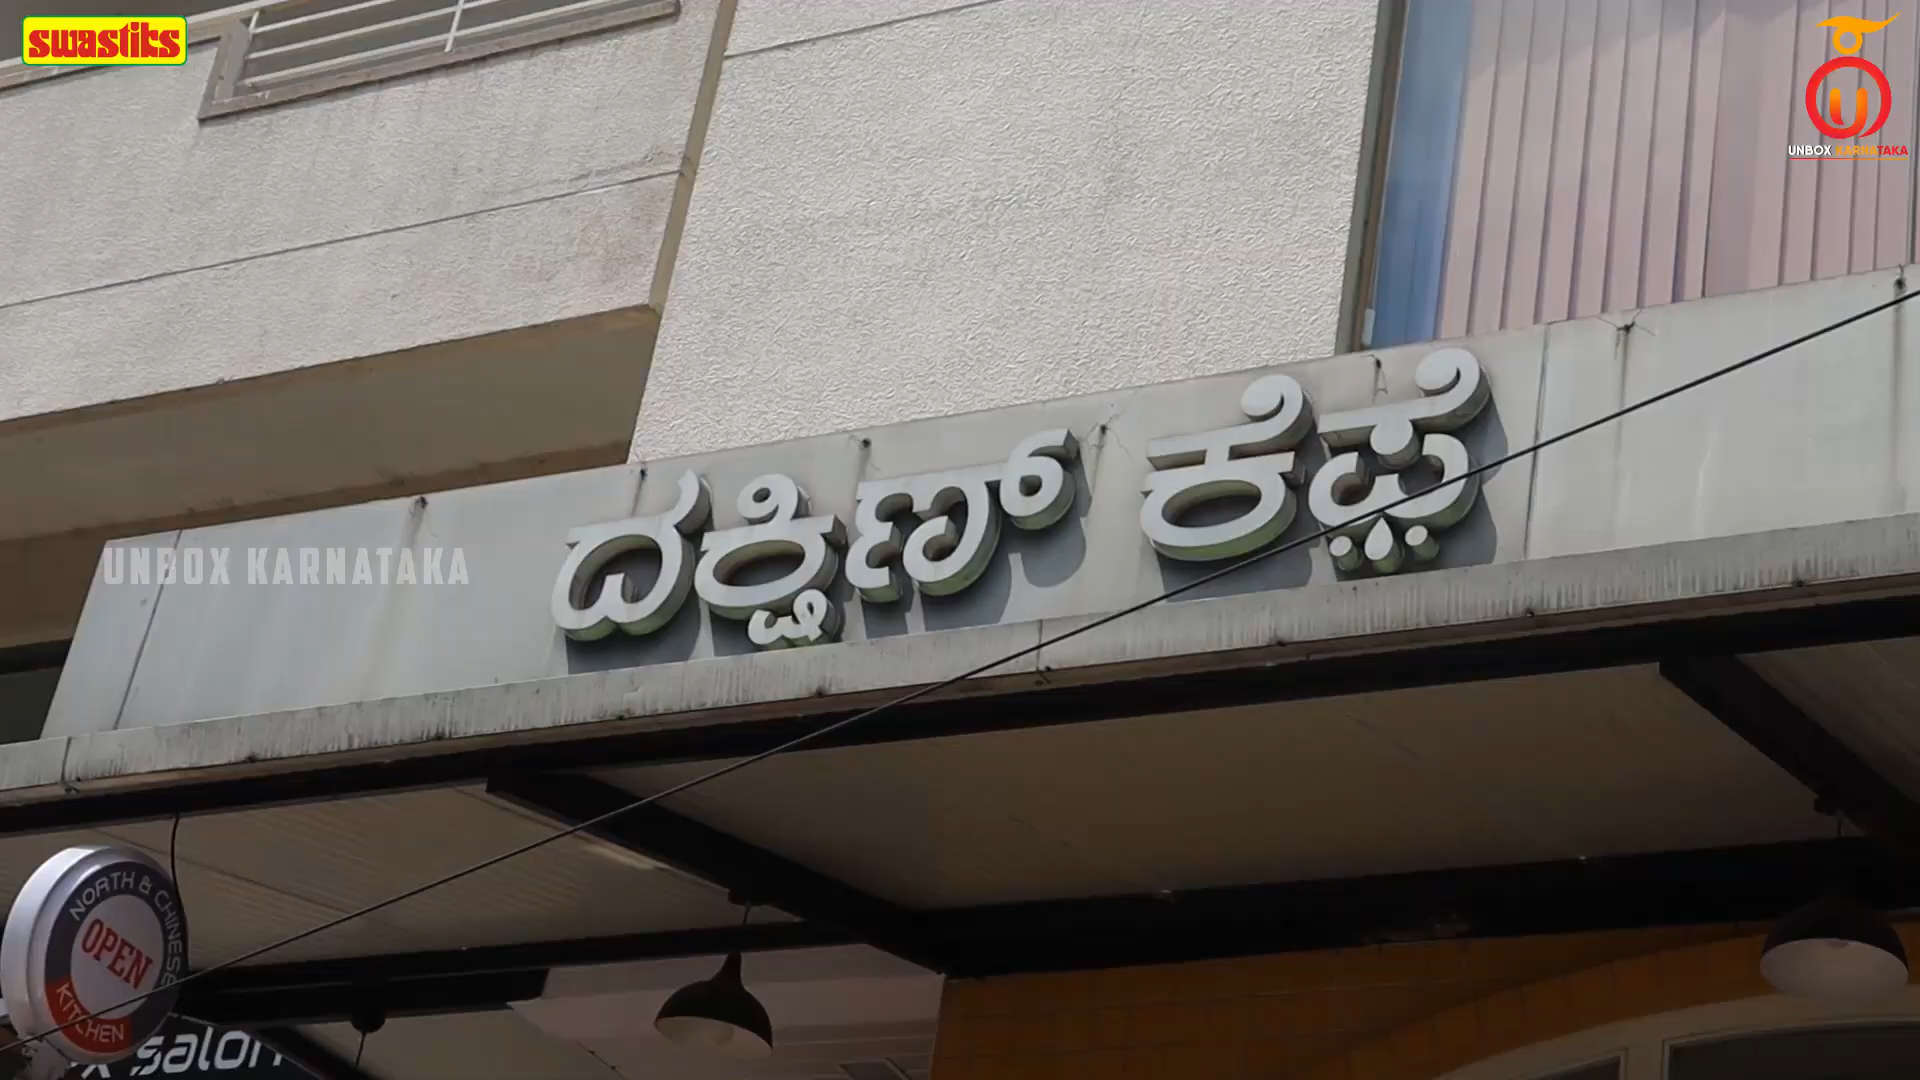 swastiks
UNBOX KARNATAKA
ದಕ್ಷಿಣ್ ಕೆಫೆ
UNBOX KARNATAKA
NORTH & CHINESE
OPEN
KITCHEN
salon